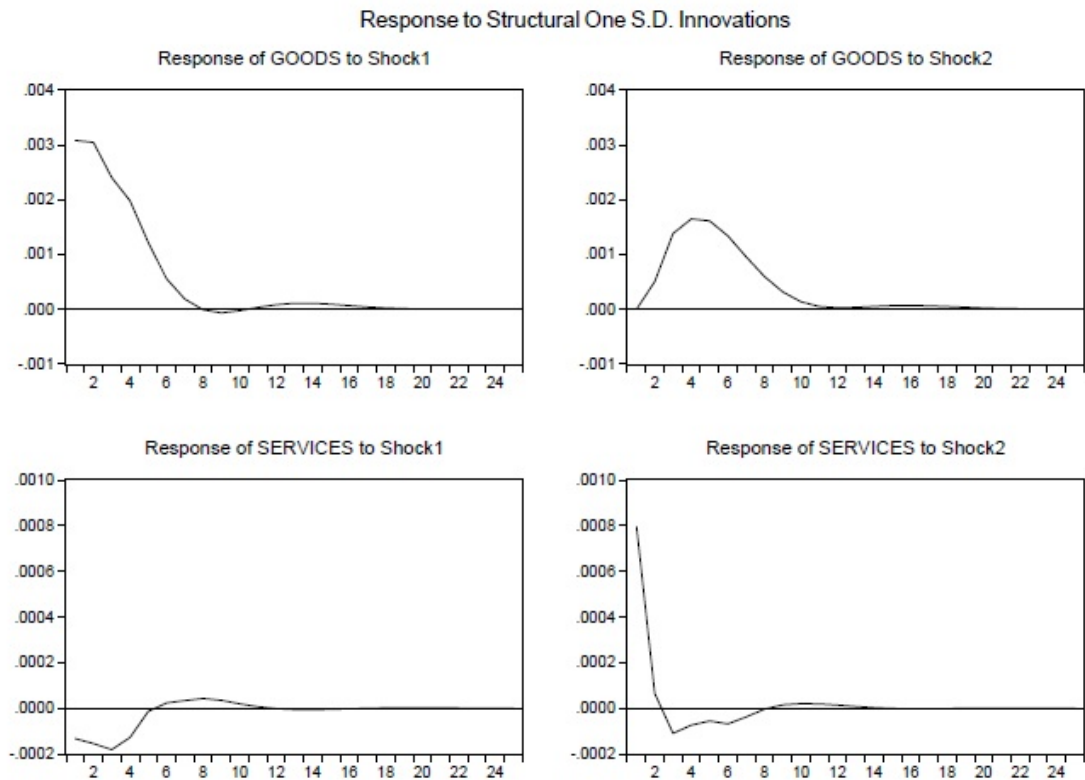 Response to Structural One S.D. Innovations
Response of GOODS to Shock1
.004
.003
.002
.001
.000
-.001
2 4 6 8 10 12 14 16 18 20 22 24
Response of GOODS to Shock2
.004
.003
.002
.001
.000
-.001
2 4 6 8 10 12 14 16 18 20 22 24
Response of SERVICES to Shock1
.0010
.0008
.0006
.0004
.0002
.0000
-.0002
2 4 6 8 10 12 14 16 18 20 22 24
Response of SERVICES to Shock2
.0010
.0008
.0006
.0004
.0002
.0000
-.0002
2 4 6 8 10 12 14 16 18 20 22 24